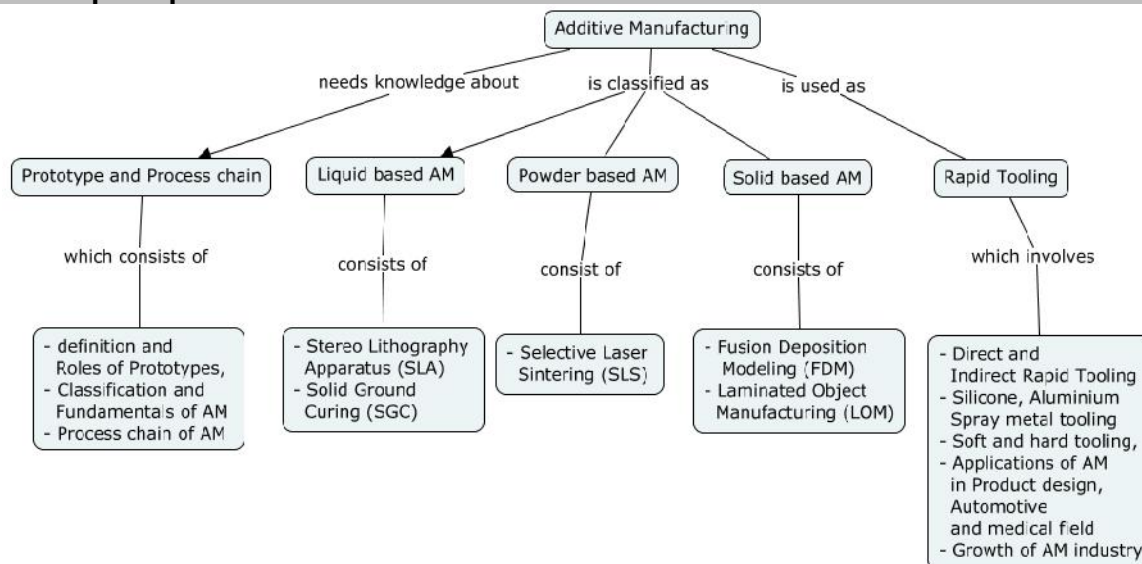 Additive Manufacturing
needs knowledge about
is classified as
is used as
Prototype and Process chain
Liquid based AM
Powder based AM
Solid based AM
Rapid Tooling
which consists of
consists of
consist of
consists of
which involves
- definition and
Roles of Prototypes,
- Classification and
Fundamentals of AM
- Process chain of AM
- Stereo Lithography
Apparatus (SLA)
- Solid Ground
Curing (SGC)
- Selective Laser
Sintering (SLS)
- Fusion Deposition
Modeling (FDM)
- Laminated Object
Manufacturing (LOM)
- Direct and
Indirect Rapid Tooling
- Silicone, Aluminium
Spray metal tooling
- Soft and hard tooling,
- Applications of AM
in Product design,
Automotive
and medical field
- Growth of AM industry